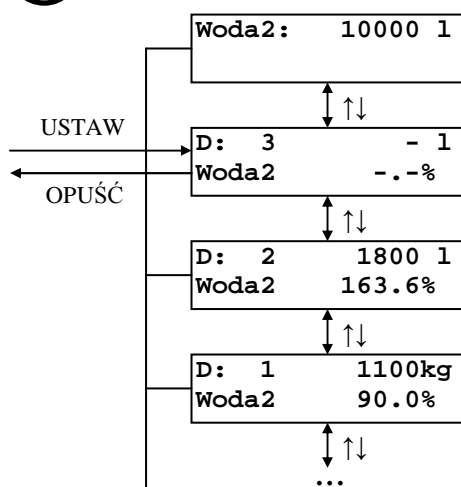 Woda2: 10000 l
↑↓
USTAW
D: 3 - l
Woda2 -.-%
OPUŚĆ
↑↓
D: 2 1800 l
Woda2 163.6%
↑↓
D: 1 1100kg
Woda2 90.0%
↑↓
...